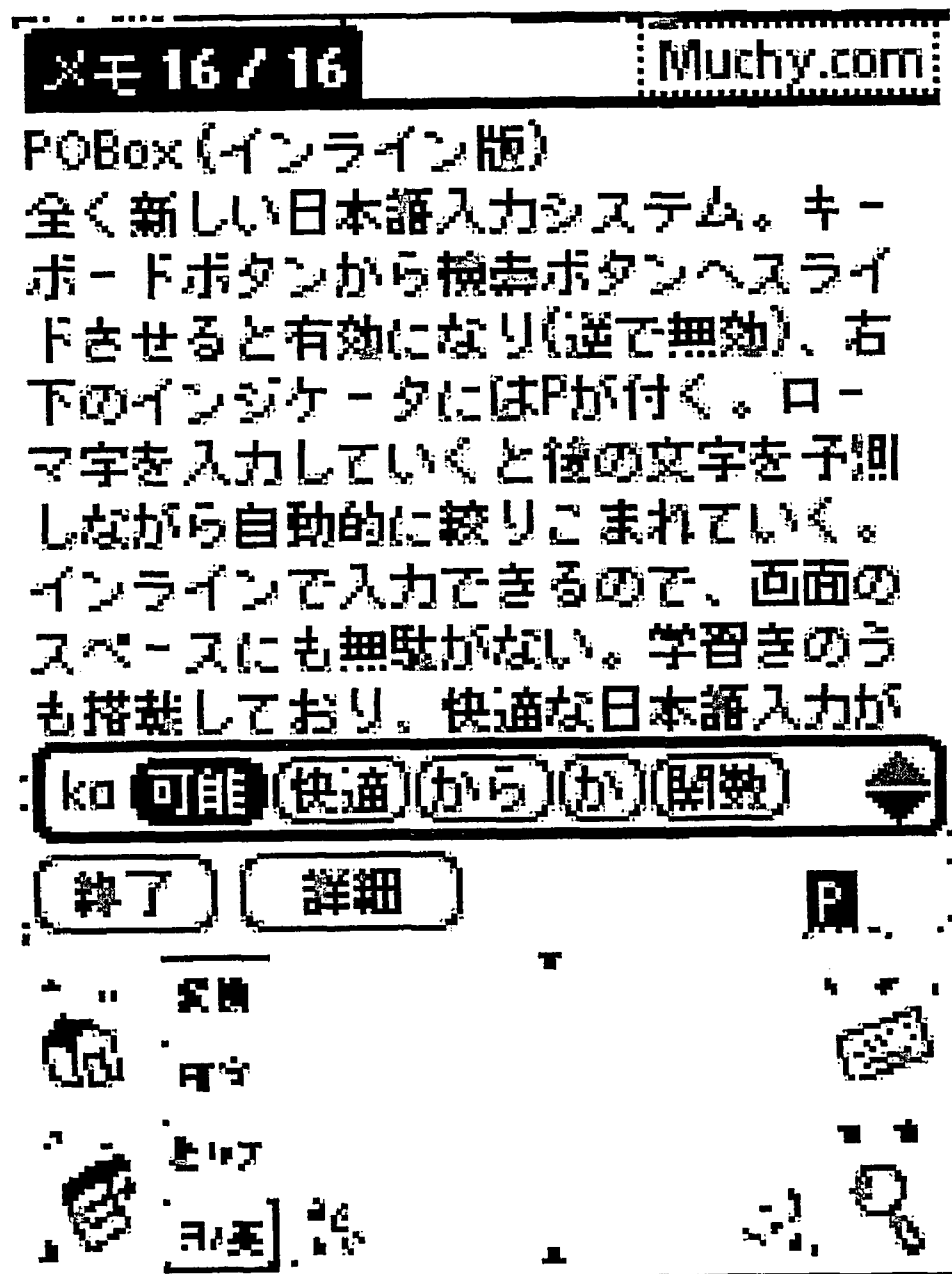 メモ 16 / 16
Muchy.com
POBox (インライン版)
全く新しい日本語入力システム。キー
ボードボタンから検索ボタンへスライ
ドさせると有効になり(逆で無効)、右
下のインジケータにはPが付く。ロー
マ字を入力していくと後の文字を予測
しながら自動的に絞りこまれていく。
インラインで入力できるので、画面の
スペースにも無駄がない。学習きのう
も搭載しており。快適な日本語入力が
ka 可能 快適 から か 関数
終了 詳細 P
変換